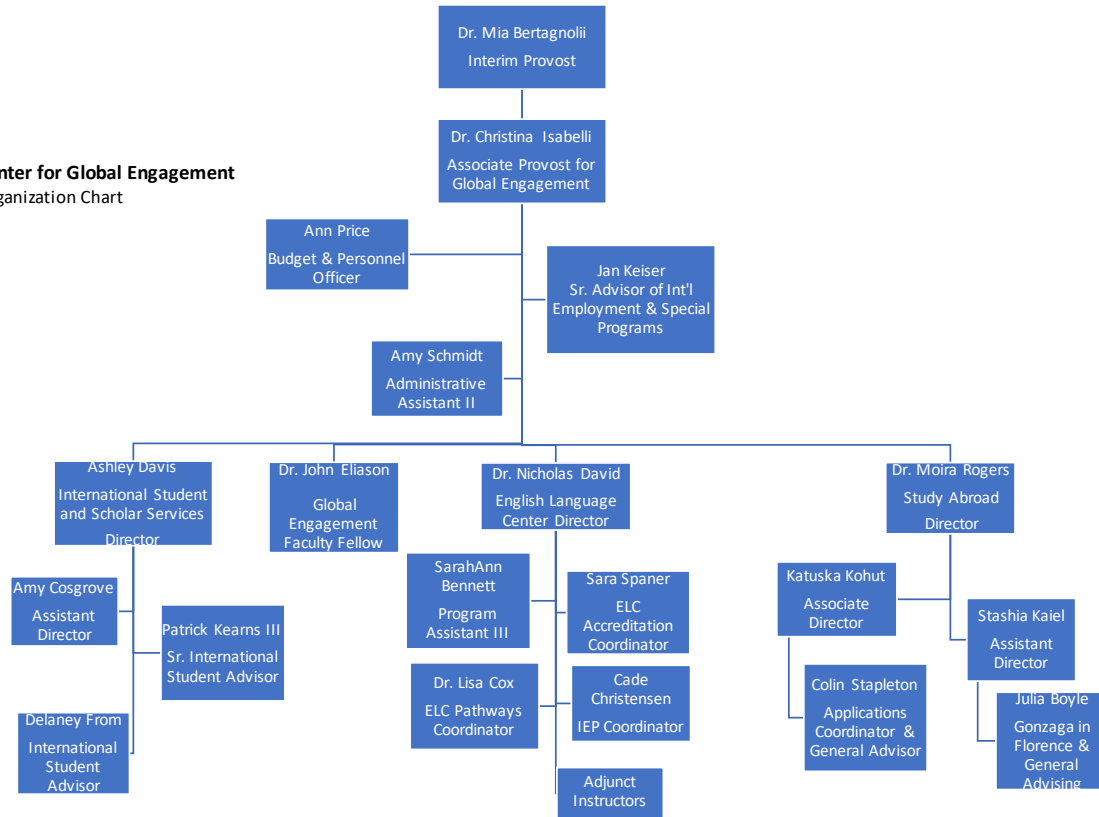 Dr. Mia Bertagnolii
Interim Provost
Dr. Christina Isabelli
Associate Provost for
Global Engagement
nter for Global Engagement
ganization Chart
Ann Price
Budget & Personnel
Officer
Jan Keiser
Sr. Advisor of Int'l
Employment & Special
Programs
Amy Schmidt
Administrative
Assistant II
Ashley Davis
International Student
and Scholar Services
Director
Dr. John Eliason
Global
Engagement
Faculty Fellow
Dr. Nicholas David
English Language
Center Director
Dr. Moira Rogers
Study Abroad
Director
Amy Cosgrove
Assistant
Director
Patrick Kearns III
Sr. International
Student Advisor
Delaney From
International
Student
Advisor
SarahAnn
Bennett
Program
Assistant III
Sara Spaner
ELC
Accreditation
Coordinator
Dr. Lisa Cox
ELC Pathways
Coordinator
Cade
Christensen
IEP Coordinator
Adjunct
Instructors
Katuska Kohut
Associate
Director
Stashia Kaiel
Assistant
Director
Colin Stapleton
Applications
Coordinator &
General Advisor
Julia Boyle
Gonzaga in
Florence &
General
Advising